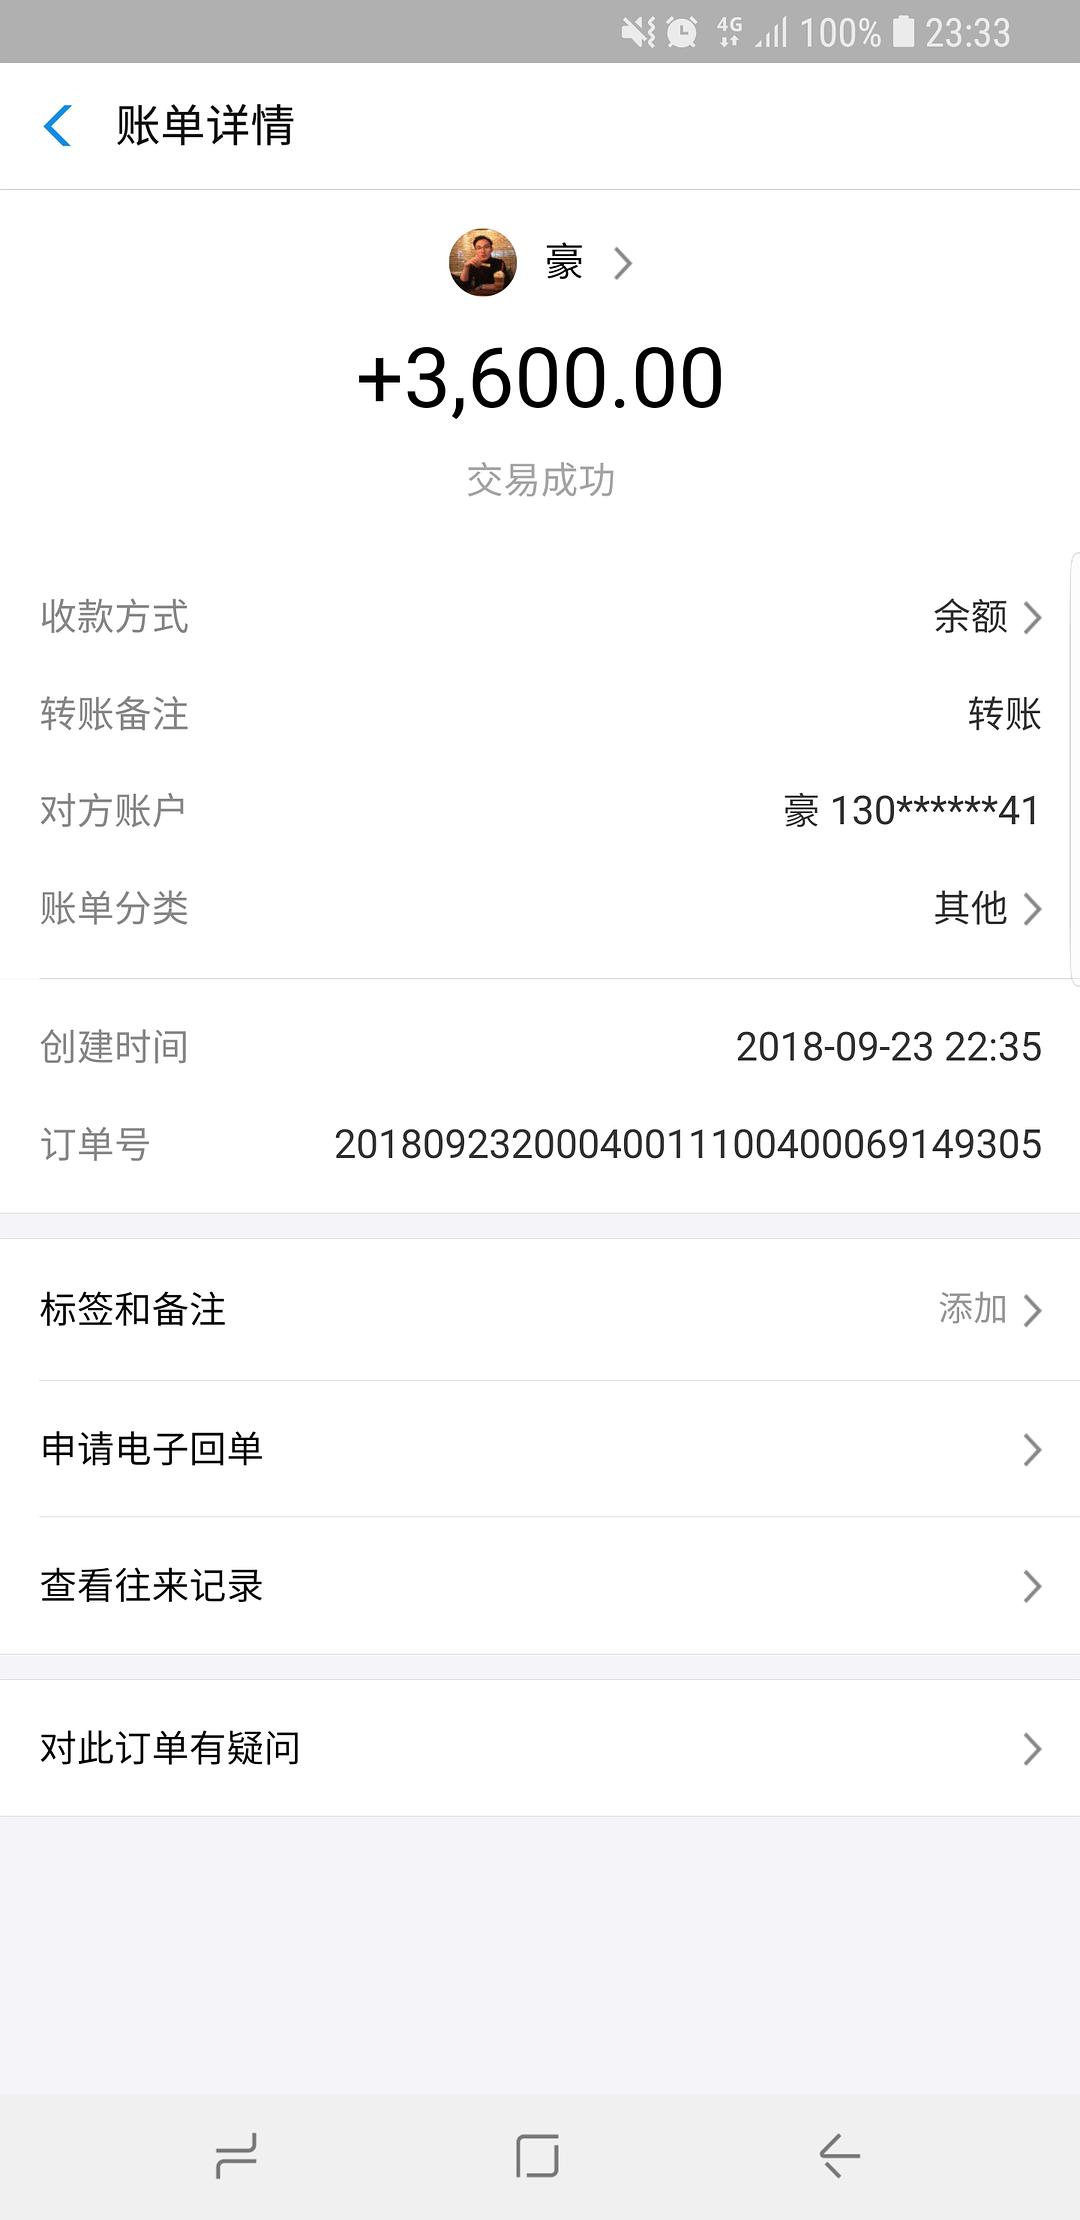 4G 100% 23:33
账单详情
豪
+3,600.00
交易成功
收款方式 余额
转账备注 转账
对方账户 豪 130******41
账单分类 其他
创建时间 2018-09-23 22:35
订单号 20180923200040011100400069149305
标签和备注 添加
申请电子回单
查看往来记录
对此订单有疑问